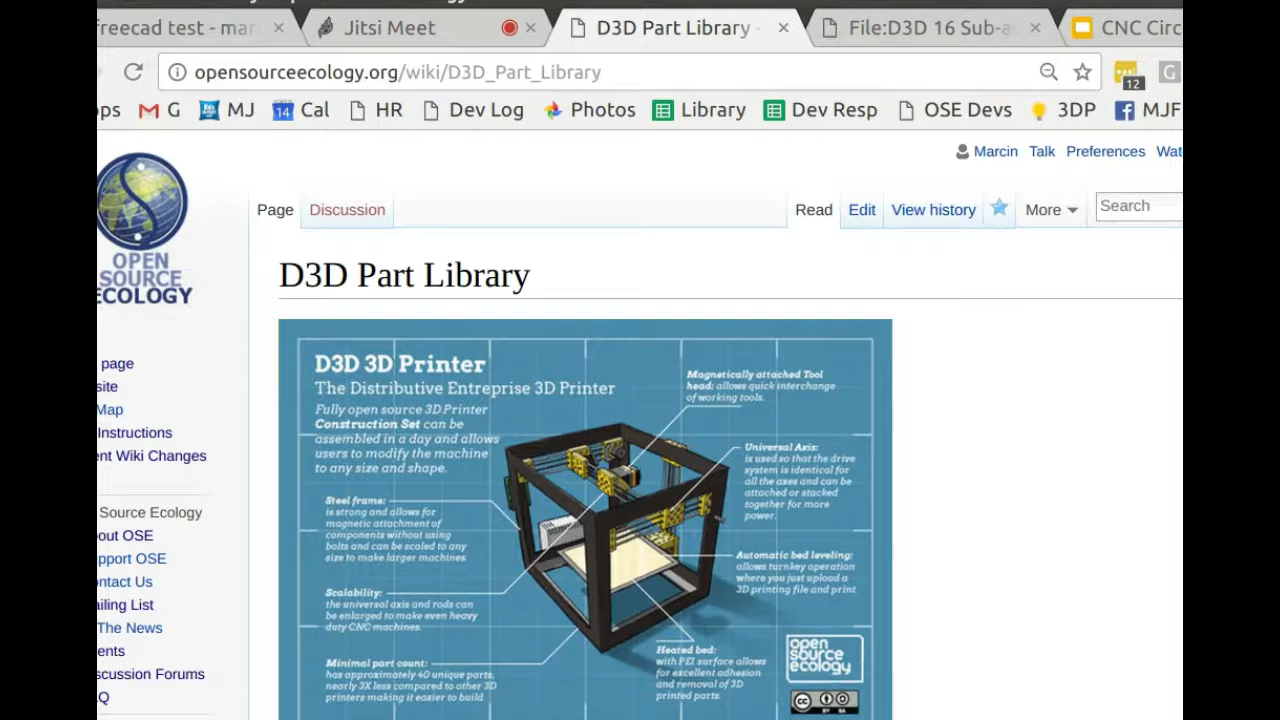 freecad test - mar
Jitsi Meet
D3D Part Library -
File:D3D 16 Sub-a
CNC Circ
opensourceecology.org/wiki/D3D_Part_Library
12
G
ps
G
MJ
14
Cal
HR
Dev Log
Photos
Library
Dev Resp
OSE Devs
3DP
MJF
Marcin
Talk
Preferences
Wat
OPEN
SOURCE
ECOLOGY
Page
Discussion
Read
Edit
View history
More
Search
D3D Part Library
page
site
Map
Instructions
ent Wiki Changes
Source Ecology
out OSE
pport OSE
ntact Us
ailing List
The News
ents
scussion Forums
Q
D3D 3D Printer
The Distributive Entreprise 3D Printer
Fully open source 3D Printer
Construction Set can be
assembled in a day and allows
users to modify the machine
to any size and shape.
Magnetically attached Tool
head: allows quick interchange
of working tools.
Universal Axis:
is used so that the drive
system is identical for
all the axes and can be
attached or stacked
together for more
power.
Steel frame:
is strong and allows for
magnetic attachment of
components without using
bolts and can be scaled to any
size to make larger machines.
Automatic bed leveling:
allows turnkey operation
where you just upload a
3D printing file and print.
Scalability:
the universal axis and rods can
be enlarged to make even heavy
duty CNC machines.
Heated bed:
with PEI surface allows
for excellent adhesion
and removal of 3D
printed parts.
Minimal part count:
has approximately 40 unique parts,
nearly 3X less compared to other 3D
printers making it easier to build.
open
source
ecology
cc
BY SA